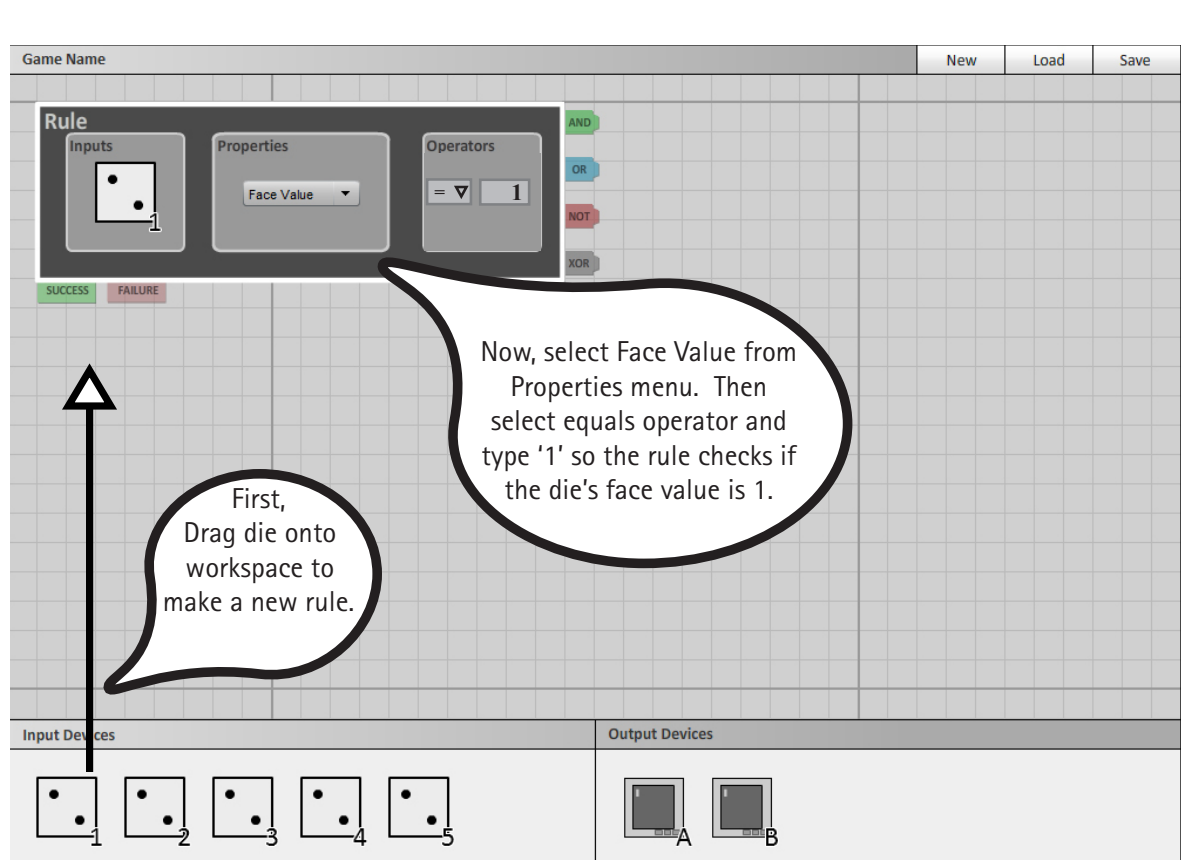 Game Name
New
Load
Save
Rule
Inputs
Properties
Operators
1
Face Value
=
1
AND
OR
NOT
XOR
SUCCESS
FAILURE
Now, select Face Value from
Properties menu. Then
select equals operator and
type '1' so the rule checks if
the die's face value is 1.
First,
Drag die onto
workspace to
make a new rule.
Input Devices
Output Devices
1
2
3
4
5
A
B